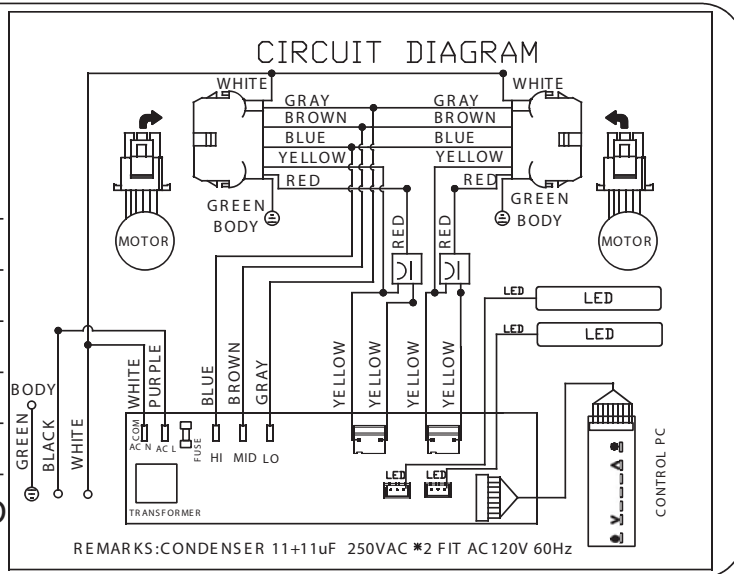 CIRCUIT DIAGRAM
WHITE
WHITE
GRAY
GRAY
BROWN
BROWN
BLUE
BLUE
YELLOW
YELLOW
RED
RED
GREEN
BODY
GREEN
BODY
MOTOR
MOTOR
RED
RED
LED
LED
LED
LED
BODY
GREEN
BLACK
WHITE
WHITE
PURPLE
BLUE
BROWN
GRAY
YELLOW
YELLOW
YELLOW
YELLOW
COM
AC N
AC L
FUSE
HI
MID
LO
LED
LED
TRANSFORMER
CONTROL PC
REMARKS:CONDENSER 11+11uF 250VAC *2 FIT AC120V 60Hz